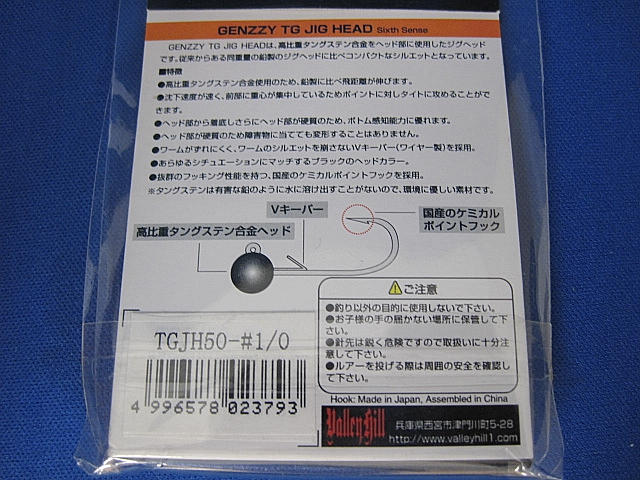 GENZZY TG JIG HEAD Sixth Sense
GENZZY TG JIG HEADは、高比重タングステン合金をヘッド部に使用したジグヘッド
です。従来からある同重量の鉛製のジグヘッドに比べコンパクトなシルエットとなっています。
■特徴
●高比重タングステン合金使用のため、鉛製に比べ飛距離が伸びます。
●沈下速度が速く、前部に重心が集中しているためポイントに対しタイトに攻めることがで
きます。
●ヘッド部から着底しさらにヘッド部が硬質のため、ボトム感知能力に優れます。
●ヘッド部が硬質のため障害物に当てても変形することはありません。
●ワームがずれにくく、ワームのシルエットを崩さないVキーパー(ワイヤー製)を採用。
●あらゆるシチュエーションにマッチするブラックのヘッドカラー。
●抜群のフッキング性能を持つ、国産のケミカルポイントフックを採用。
※タングステンは有害な鉛のように水に溶け出すことがないので、環境に優しい素材です。
Vキーパー
国産のケミカル
ポイントフック
高比重タングステン合金ヘッド
ご注意
●釣り以外の目的に使用しないで下さい。
●お子様の手の届かない場所に保管して下
さい。
●針先は鋭く危険ですので取扱いに十分注
意して下さい。
●ルアーを投げる際は周囲の安全を確認し
て下さい。
TGJH50-#1/0
4 996578 023793
Hook: Made in Japan, Assembled in China
Valley Hill
兵庫県西宮市津門川町5-28
http://www.valleyhill1.com